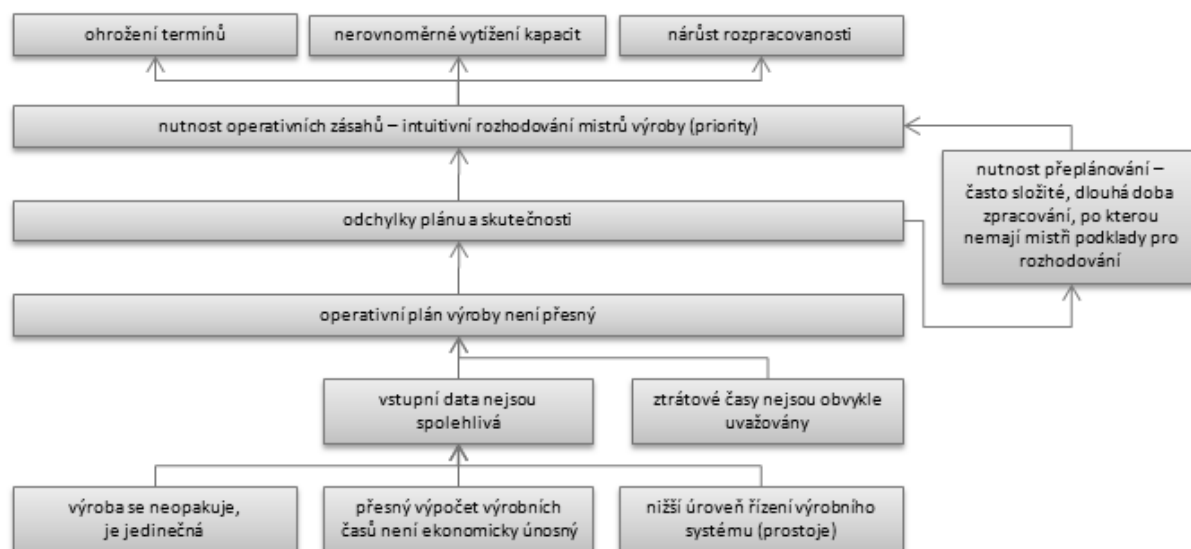 ohrožení termínů
nerovnoměrné vytížení kapacit
nárůst rozpracovanosti
nutnost operativních zásahů – intuitivní rozhodování mistrů výroby (priority)
nutnost přeplánování –
často složité, dlouhá doba
zpracování, po kterou
nemají mistři podklady pro
rozhodování
odchylky plánu a skutečnosti
operativní plán výroby není přesný
vstupní data nejsou
spolehlivá
ztrátové časy nejsou obvykle
uvažovány
výroba se neopakuje,
je jedinečná
přesný výpočet výrobních
časů není ekonomicky únosný
nižší úroveň řízení výrobního
systému (prostoje)